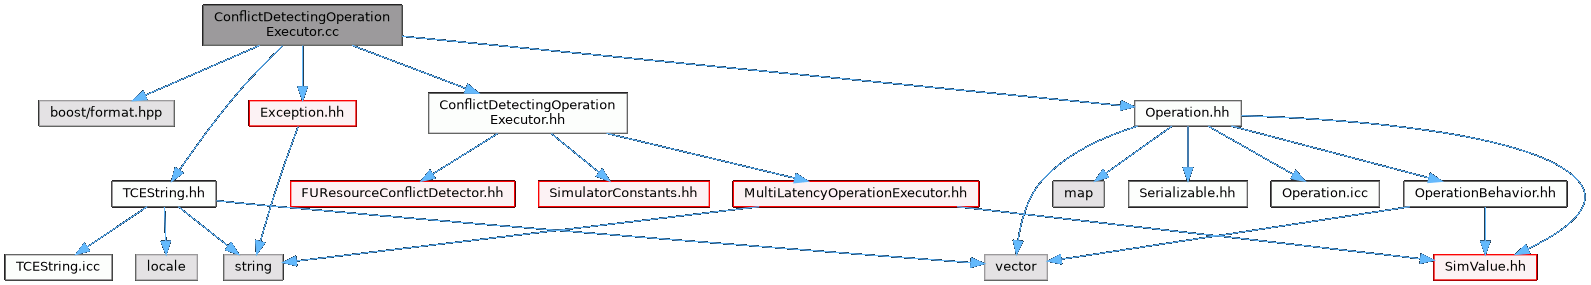 ConflictDetectingOperation
Executor.cc
boost/format.hpp
Exception.hh
ConflictDetectingOperation
Executor.hh
Operation.hh
TCEString.hh
FUResourceConflictDetector.hh
SimulatorConstants.hh
MultiLatencyOperationExecutor.hh
map
Serializable.hh
Operation.icc
OperationBehavior.hh
TCEString.icc
locale
string
vector
SimValue.hh